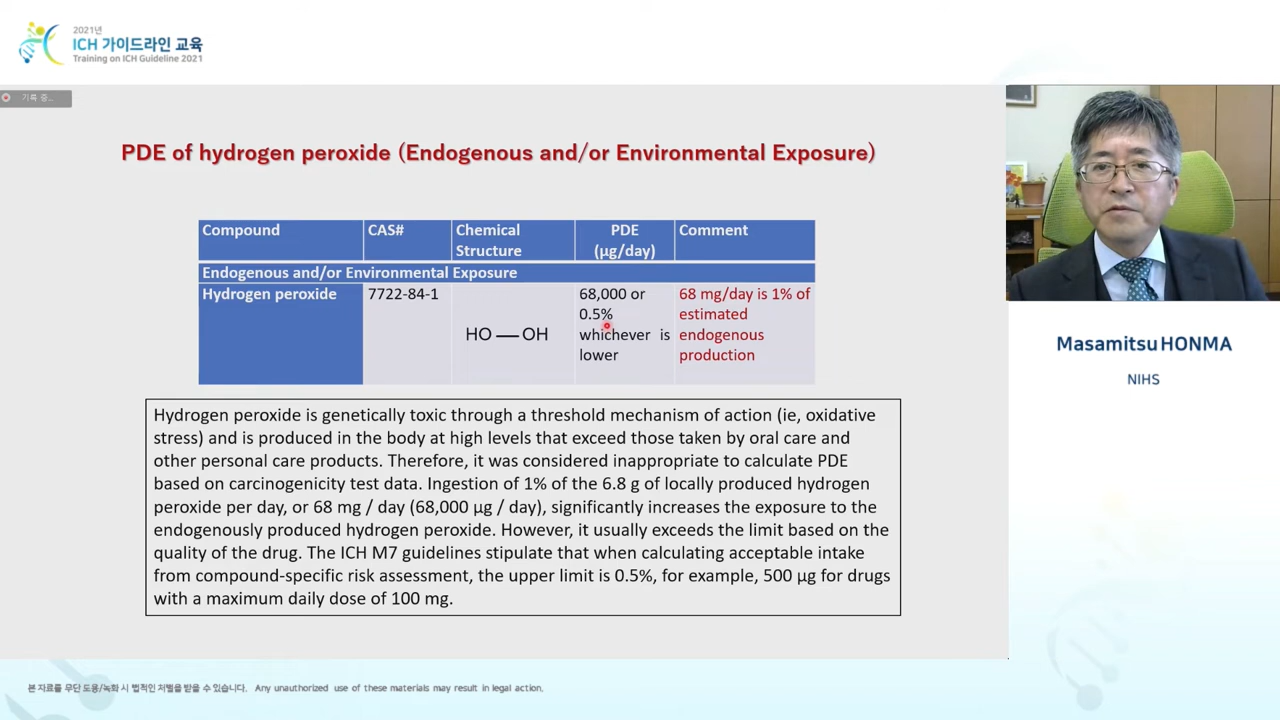 2021년
ICH 가이드라인 교육
Training on ICH Guideline 2021
기록 중...
PDE of hydrogen peroxide (Endogenous and/or Environmental Exposure)
Compound CAS# Chemical Structure PDE (µg/day) Comment
Endogenous and/or Environmental Exposure
Hydrogen peroxide 7722-84-1 HO — OH 68,000 or 0.5% whichever is lower 68 mg/day is 1% of estimated endogenous production
Hydrogen peroxide is genetically toxic through a threshold mechanism of action (ie, oxidative
stress) and is produced in the body at high levels that exceed those taken by oral care and
other personal care products. Therefore, it was considered inappropriate to calculate PDE
based on carcinogenicity test data. Ingestion of 1% of the 6.8 g of locally produced hydrogen
peroxide per day, or 68 mg / day (68,000 µg / day), significantly increases the exposure to the
endogenously produced hydrogen peroxide. However, it usually exceeds the limit based on the
quality of the drug. The ICH M7 guidelines stipulate that when calculating acceptable intake
from compound-specific risk assessment, the upper limit is 0.5%, for example, 500 µg for drugs
with a maximum daily dose of 100 mg.
Masamitsu HONMA
NIHS
본 자료를 무단 도용/녹화 시 법적인 처벌을 받을 수 있습니다. Any unauthorized use of these materials may result in legal action.